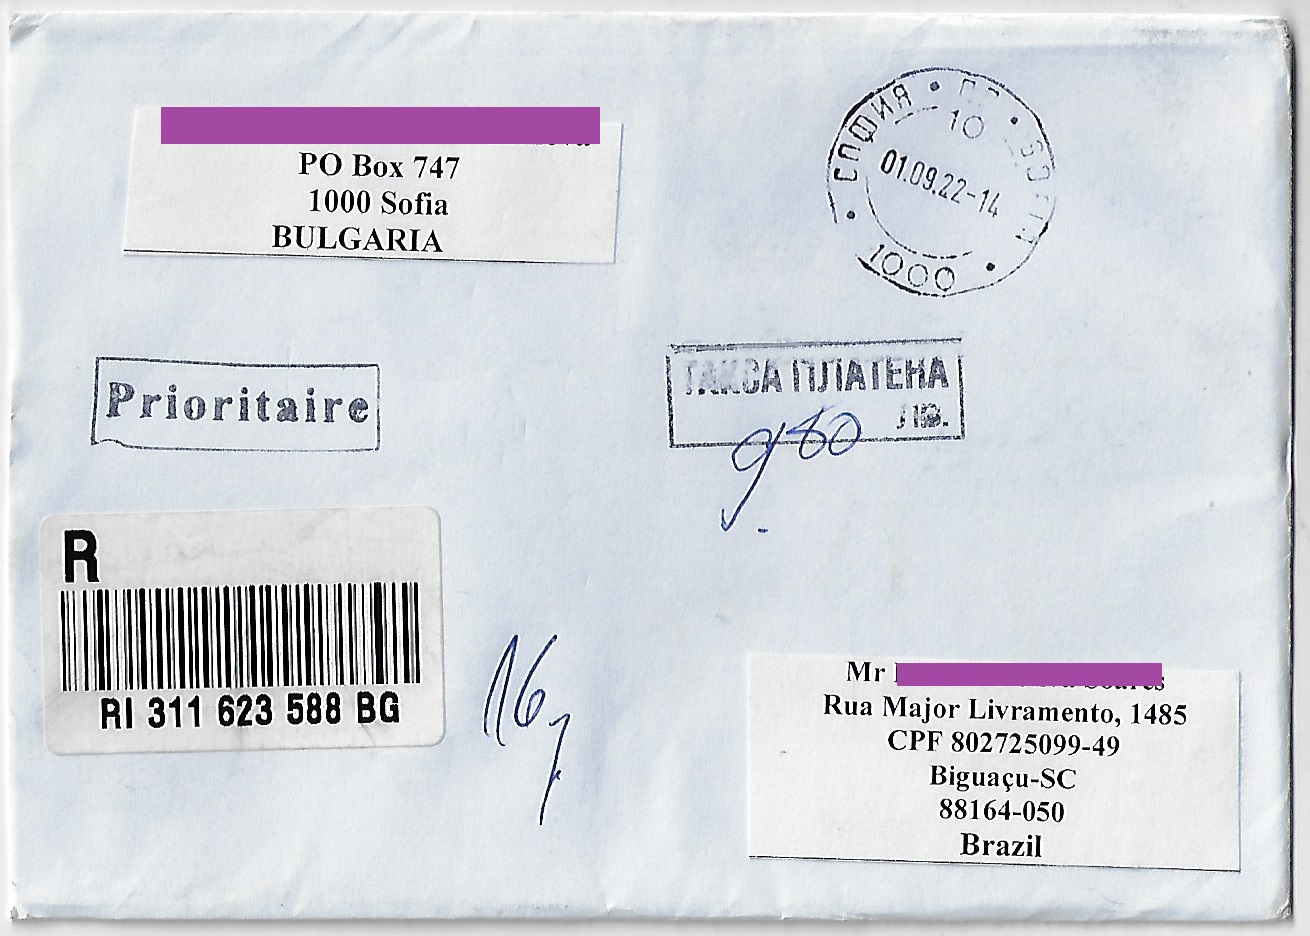 PO Box 747
1000 Sofia
BULGARIA
СОФИЯ
10
01.09.22-14
1000
Prioritaire
ТАКСА ПЛАТЕНА
лв.
980
R
RI 311 623 588 BG
Mr
Rua Major Livramento, 1485
CPF 802725099-49
Biguaçu-SC
88164-050
Brazil